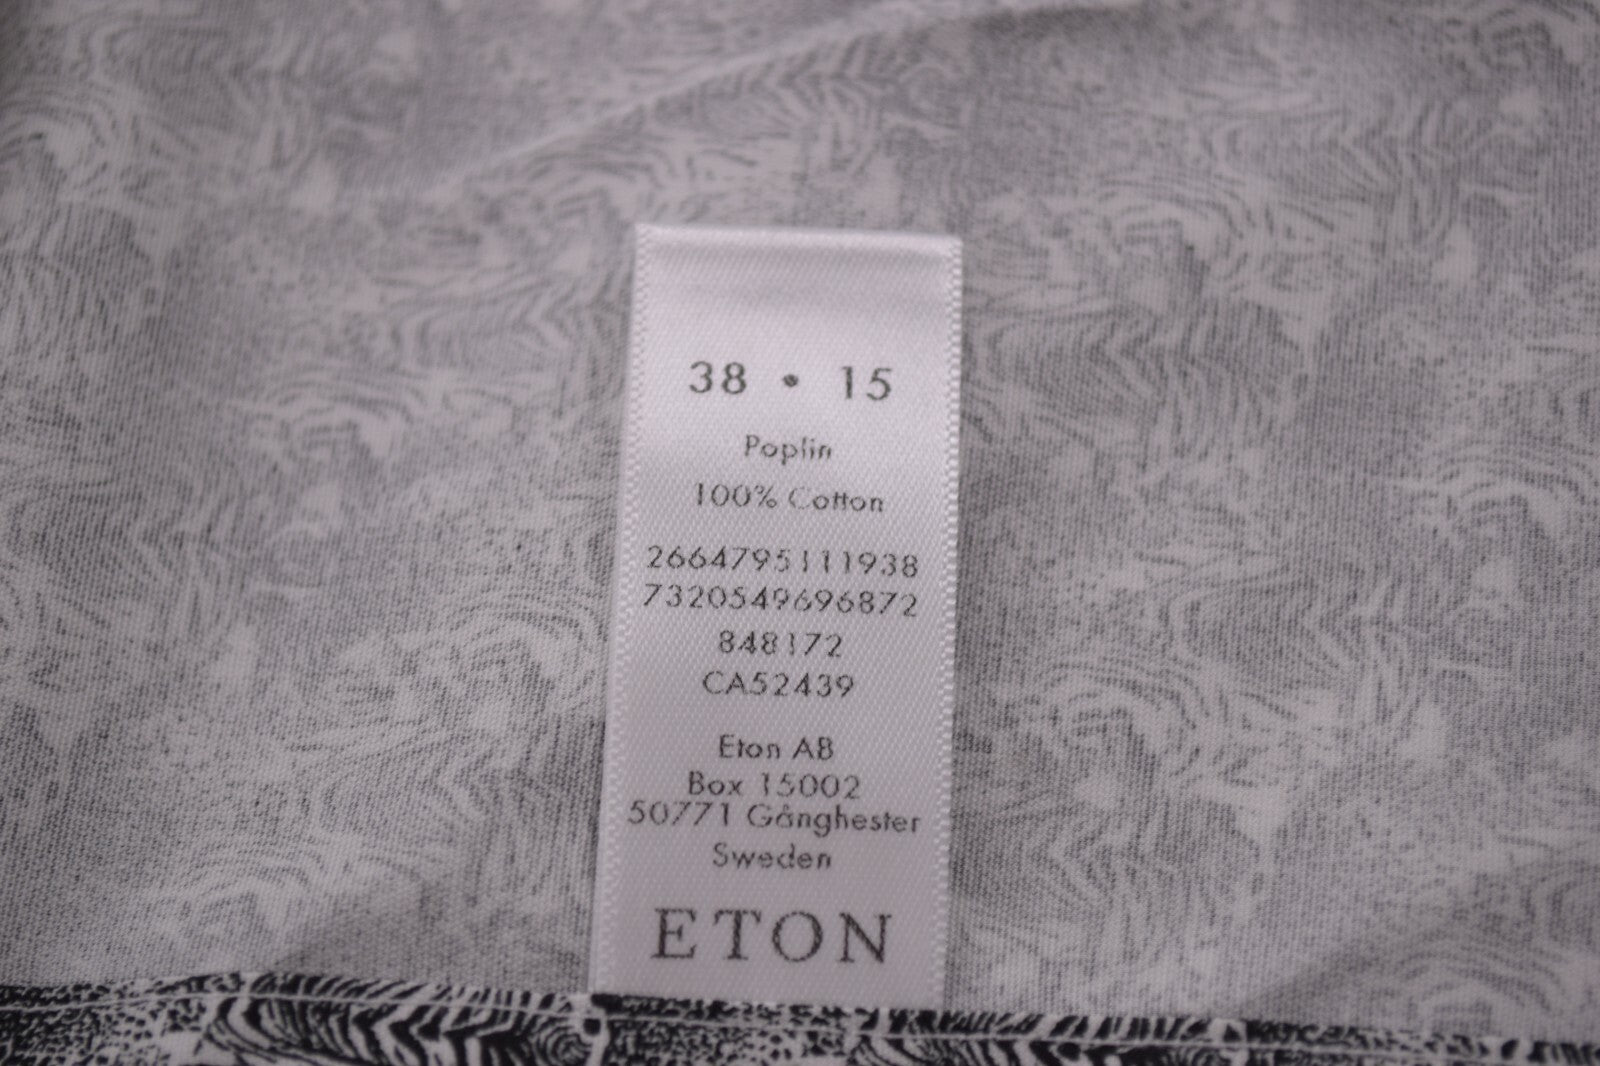 38 • 15
Poplin
100% Cotton
2664795111938
7320549696872
848172
CA52439
Eton AB
Box 15002
50771 Gånghester
Sweden
ETON